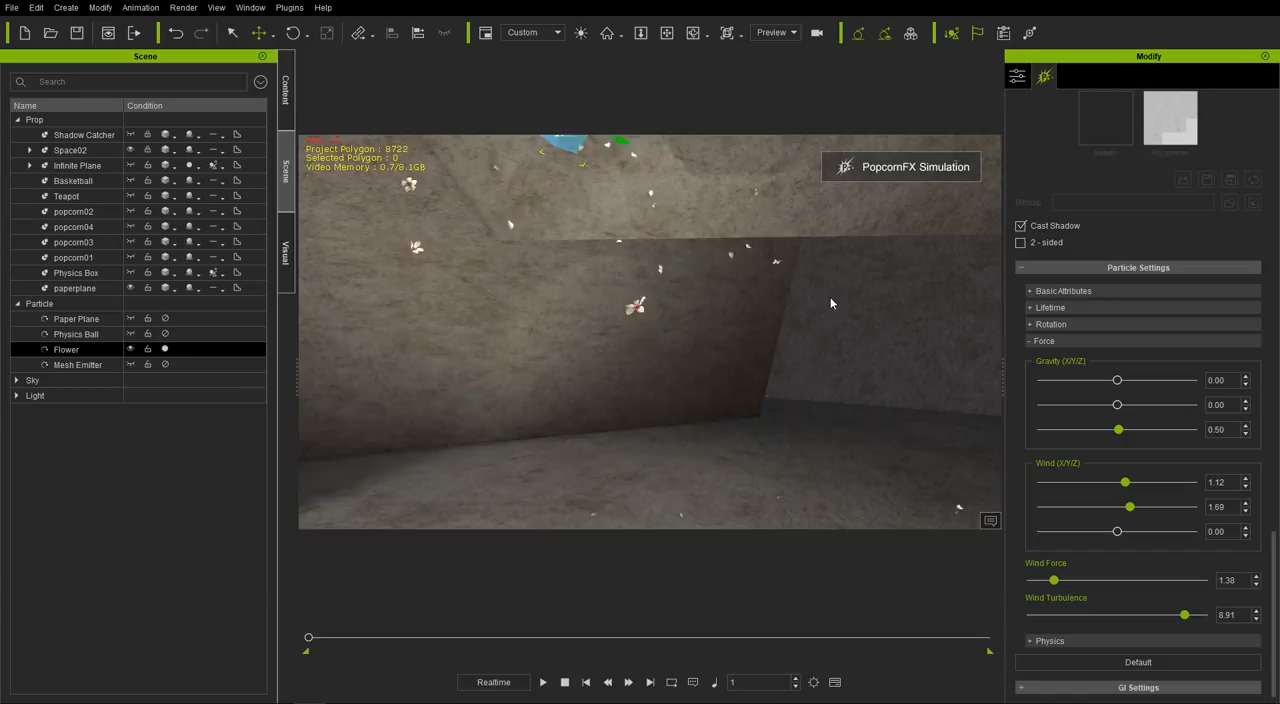 File Edit Create Modify Animation Render View Window Plugins Help
Custom
Preview
Scene
Modify
Search
Name Condition
Prop
Shadow Catcher
Space02
Infinite Plane
Basketball
Teapot
popcorn02
popcorn04
popcorn03
popcorn01
Physics Box
paperplane
Particle
Paper Plane
Physics Ball
Flower
Mesh Emitter
Sky
Light
Content
Scene
Visual
Project Polygon : 8722
Selected Polygon : 0
Video Memory : 0.7/8.1GB
PopcornFX Simulation
Realtime
1
Bitmap:
Cast Shadow
2 - sided
Particle Settings
Basic Attributes
Lifetime
Rotation
Force
Gravity (X/Y/Z)
0.00
0.00
0.50
Wind (X/Y/Z)
1.12
1.69
0.00
Wind Force
1.38
Wind Turbulence
8.91
Physics
Default
GI Settings